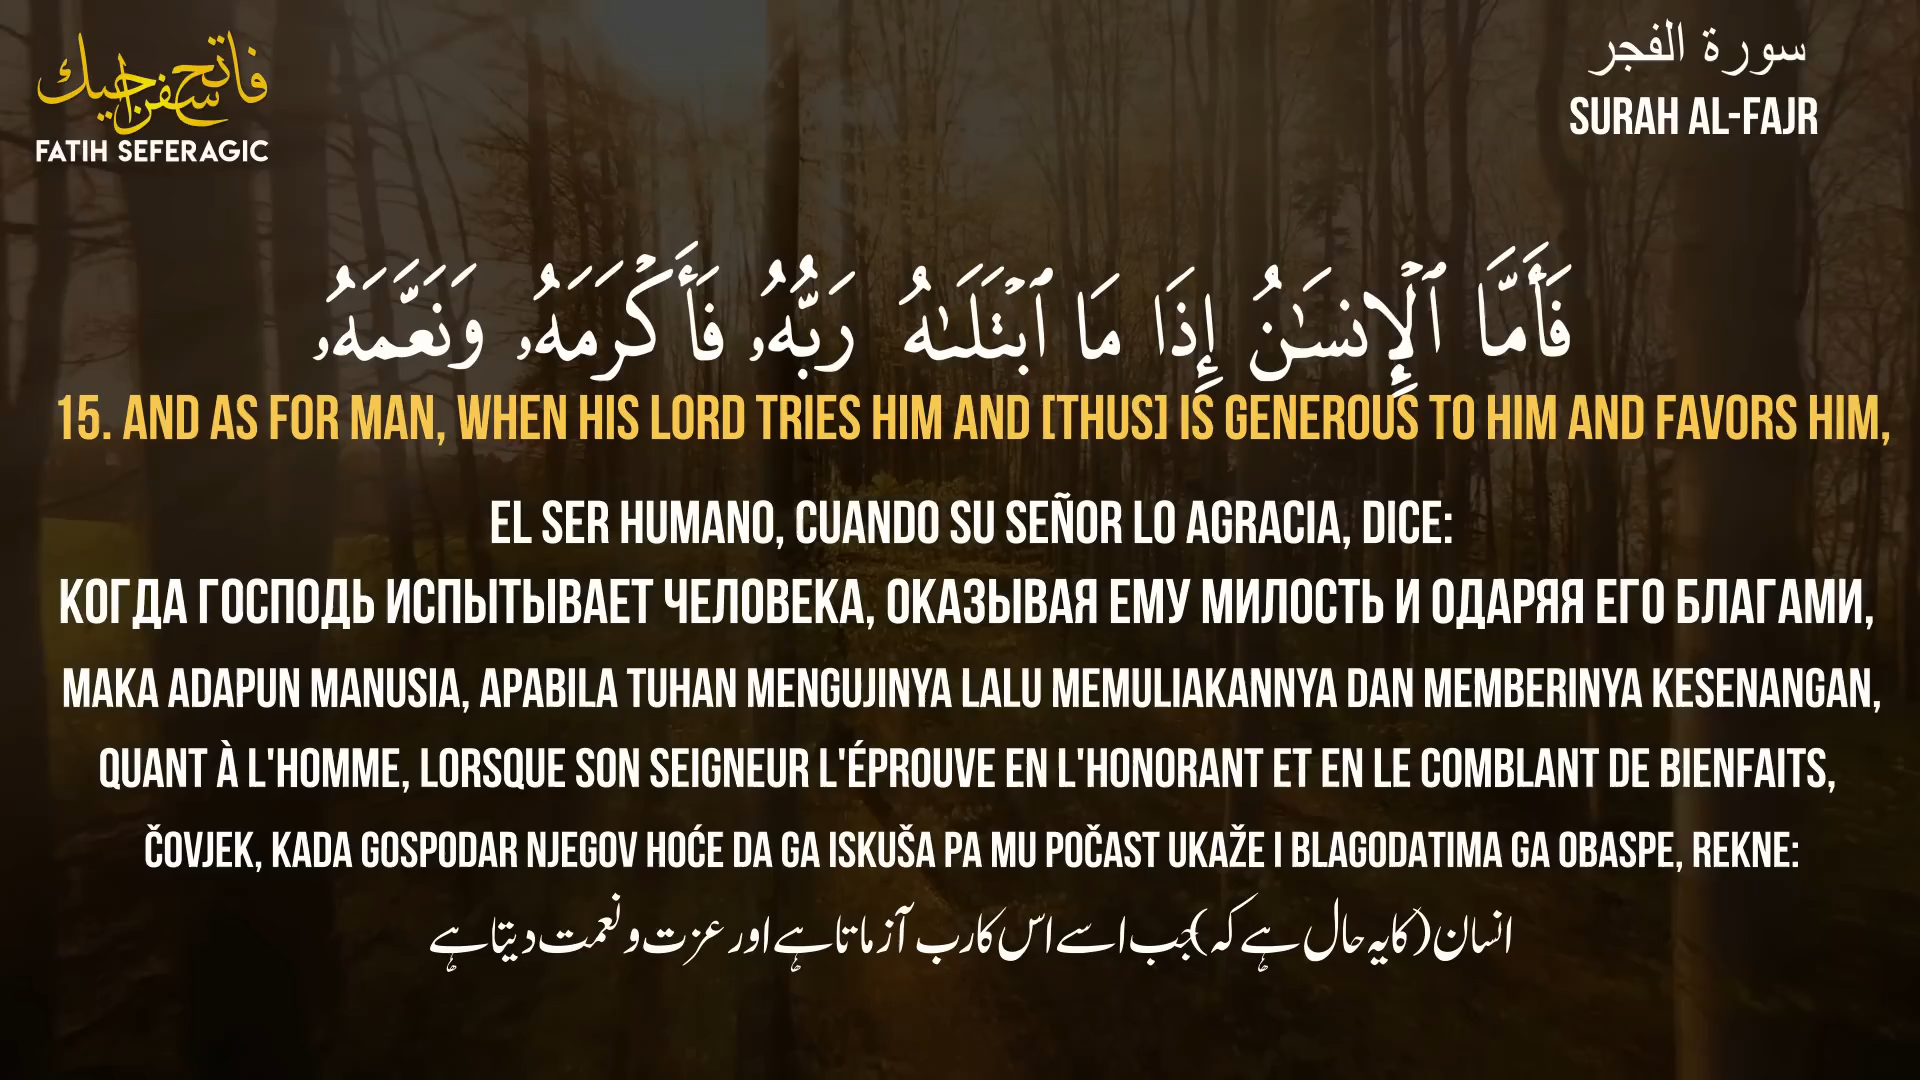 فاتح سفراجيك
FATIH SEFERAGIC
سورة الفجر
SURAH AL-FAJR
فَأَمَّا ٱلْإِنسَـٰنُ إِذَا مَا ٱبْتَلَىٰهُ رَبُّهُۥ فَأَكْرَمَهُۥ وَنَعَّمَهُۥ
15. AND AS FOR MAN, WHEN HIS LORD TRIES HIM AND [THUS] IS GENEROUS TO HIM AND FAVORS HIM,
EL SER HUMANO, CUANDO SU SEÑOR LO AGRACIA, DICE:
КОГДА ГОСПОДЬ ИСПЫТЫВАЕТ ЧЕЛОВЕКА, ОКАЗЫВАЯ ЕМУ МИЛОСТЬ И ОДАРЯЯ ЕГО БЛАГАМИ,
MAKA ADAPUN MANUSIA, APABILA TUHAN MENGUJINYA LALU MEMULIAKANNYA DAN MEMBERINYA KESENANGAN,
QUANT À L'HOMME, LORSQUE SON SEIGNEUR L'ÉPROUVE EN L'HONORANT ET EN LE COMBLANT DE BIENFAITS,
ČOVJEK, KADA GOSPODAR NJEGOV HOĆE DA GA ISKUŠA PA MU POČAST UKAŽE I BLAGODATIMA GA OBASPE, REKNE:
انسان (کا یہ حال ہے کہ) جب اسے اس کا رب آزماتا ہے اور عزت و نعمت دیتا ہے